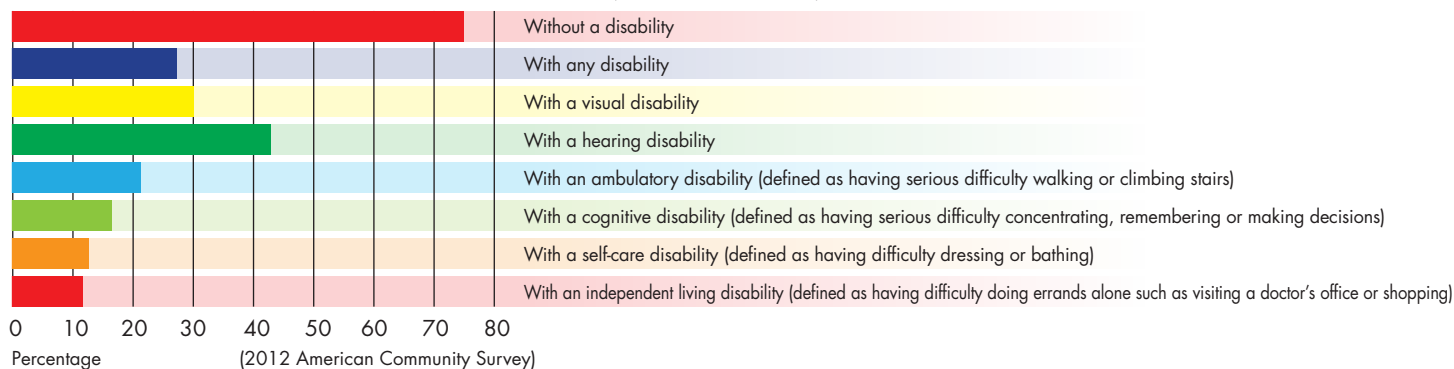 Without a disability
With any disability
With a visual disability
With a hearing disability
With an ambulatory disability (defined as having serious difficulty walking or climbing stairs)
With a cognitive disability (defined as having serious difficulty concentrating, remembering or making decisions)
With a self-care disability (defined as having difficulty dressing or bathing)
With an independent living disability (defined as having difficulty doing errands alone such as visiting a doctor’s office or shopping)
0 10 20 30 40 50 60 70 80
Percentage (2012 American Community Survey)